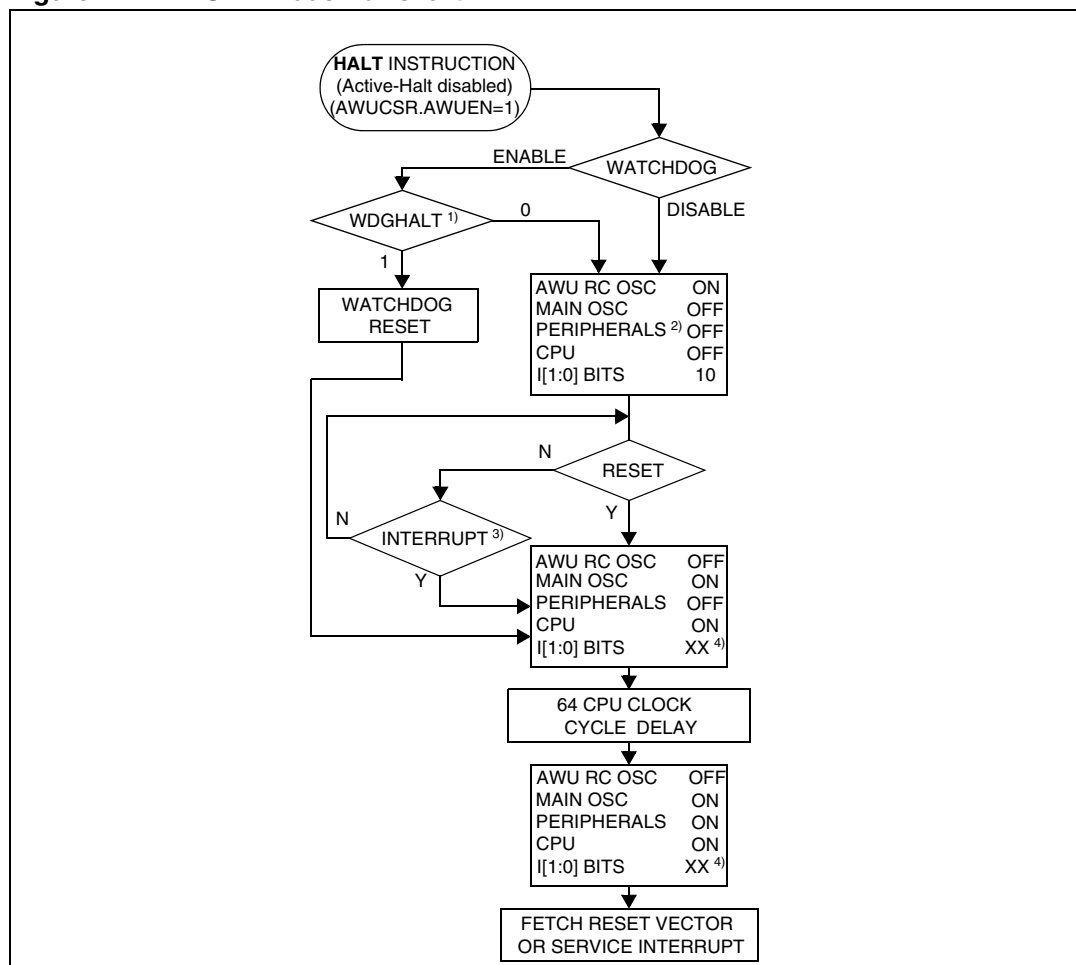 HALT INSTRUCTION
(Active-Halt disabled)
(AWUCSR.AWUEN=1)
ENABLE
WATCHDOG
DISABLE
WDGHALT 1)
0
1
WATCHDOG
RESET
AWU RC OSC ON
MAIN OSC OFF
PERIPHERALS 2) OFF
CPU OFF
I[1:0] BITS 10
N
RESET
Y
N
INTERRUPT 3)
Y
AWU RC OSC OFF
MAIN OSC ON
PERIPHERALS OFF
CPU ON
I[1:0] BITS XX 4)
64 CPU CLOCK
CYCLE DELAY
AWU RC OSC OFF
MAIN OSC ON
PERIPHERALS ON
CPU ON
I[1:0] BITS XX 4)
FETCH RESET VECTOR
OR SERVICE INTERRUPT